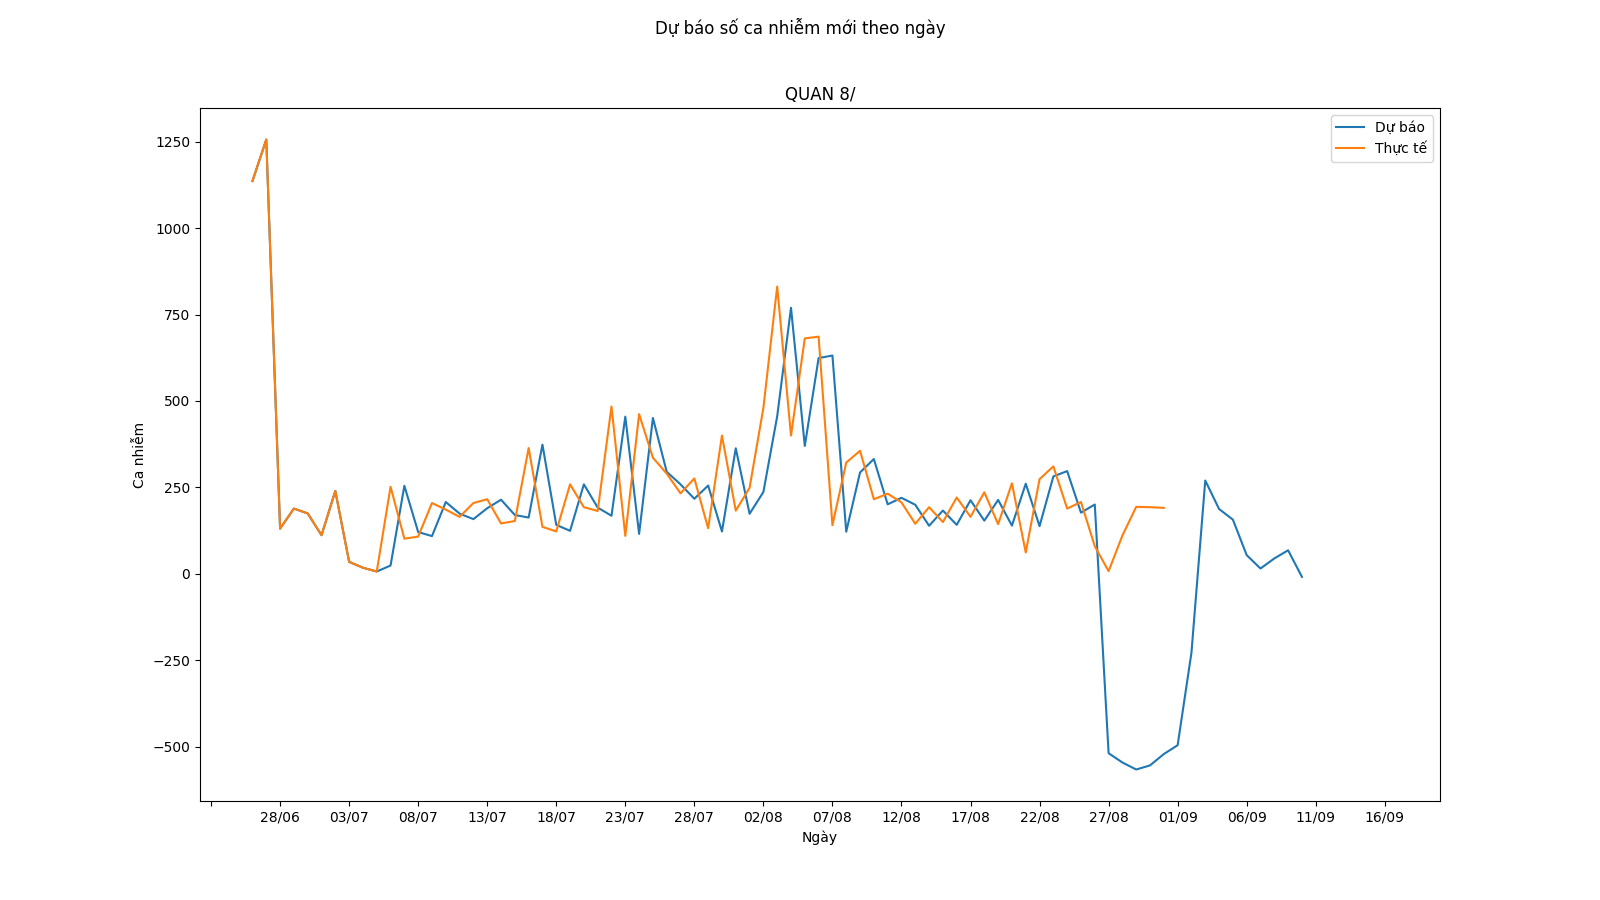 Dự báo số ca nhiễm mới theo ngày
QUAN 8/
Dự báo
Thực tế
1250
1000
750
500
250
0
−250
−500
Ca nhiễm
28/06 03/07 08/07 13/07 18/07 23/07 28/07 02/08 07/08 12/08 17/08 22/08 27/08 01/09 06/09 11/09 16/09
Ngày